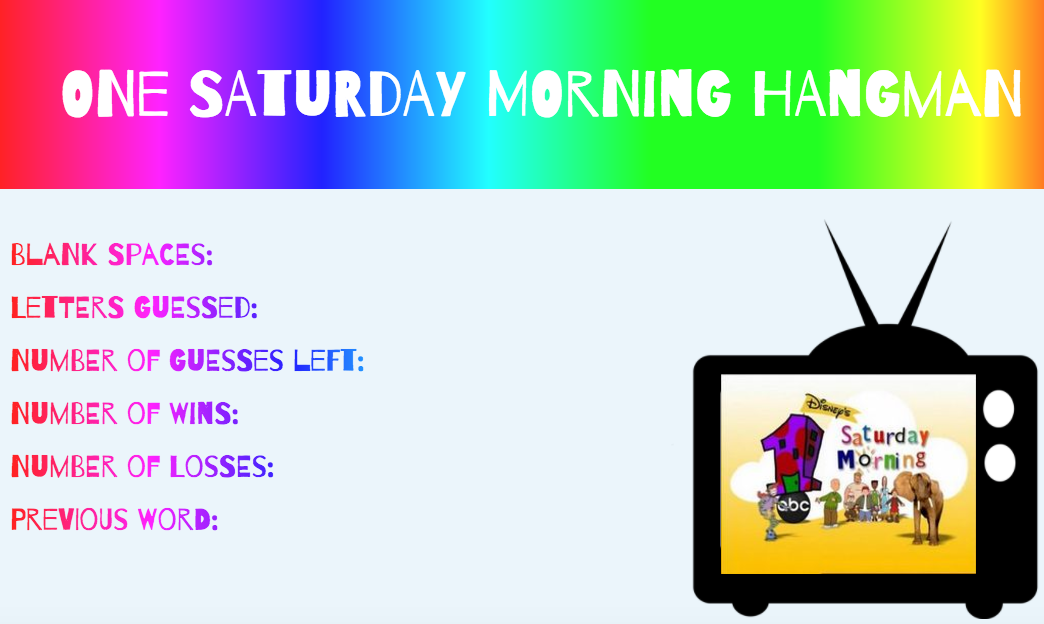 ONE SATURDAY MORNING HANGMAN
BLANK SPACES:
LETTERS GUESSED:
NUMBER OF GUESSES LEFT:
NUMBER OF WINS:
NUMBER OF LOSSES:
PREVIOUS WORD:
DISNEY'S
1
Saturday
Morning
abc